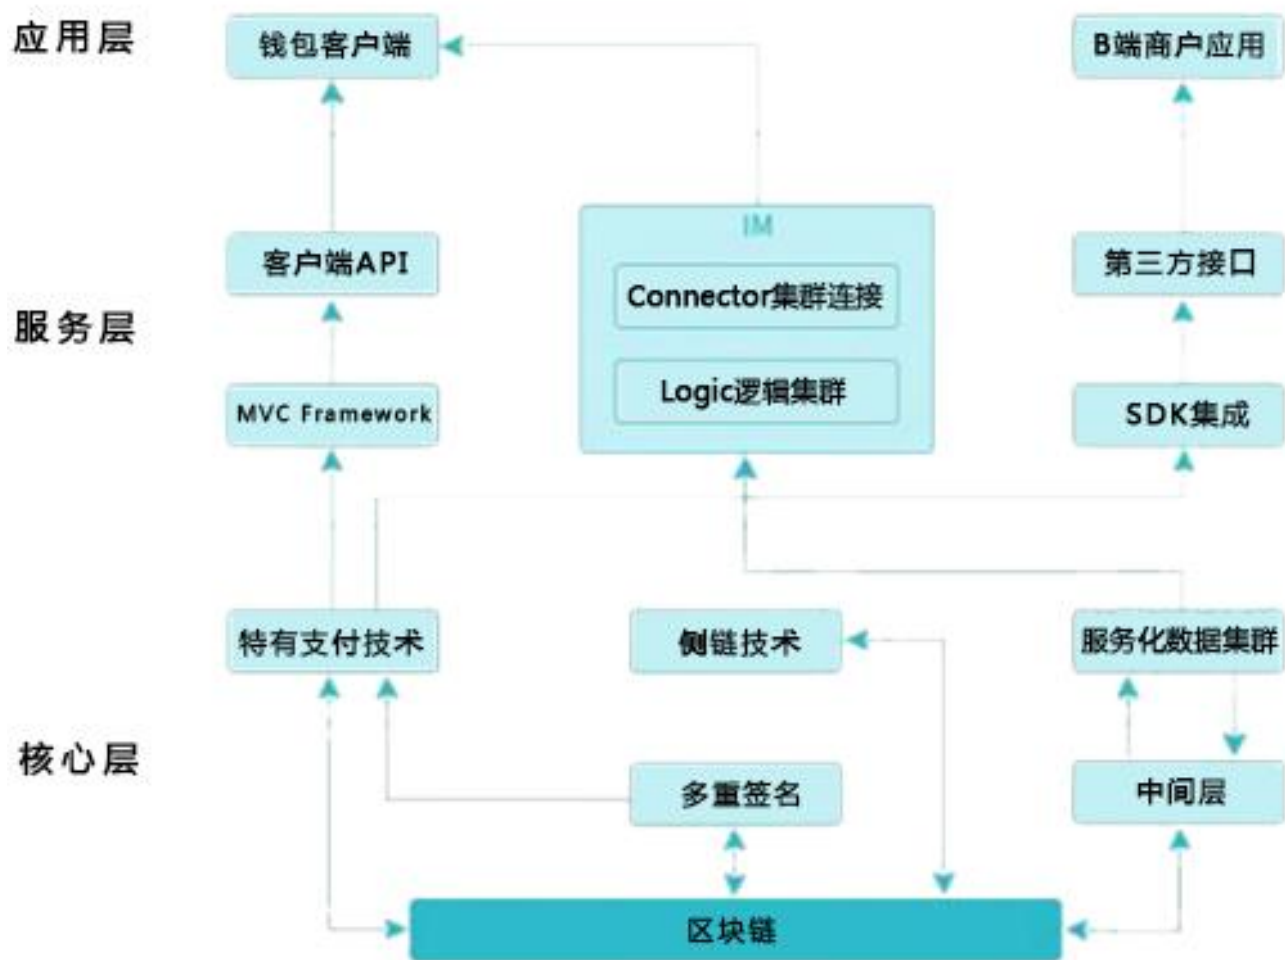 应用层
钱包客户端
B端商户应用
IM
客户端API
Connector集群连接
第三方接口
服务层
MVC Framework
Logic逻辑集群
SDK集成
特有支付技术
侧链技术
服务化数据集群
核心层
多重签名
中间层
区块链